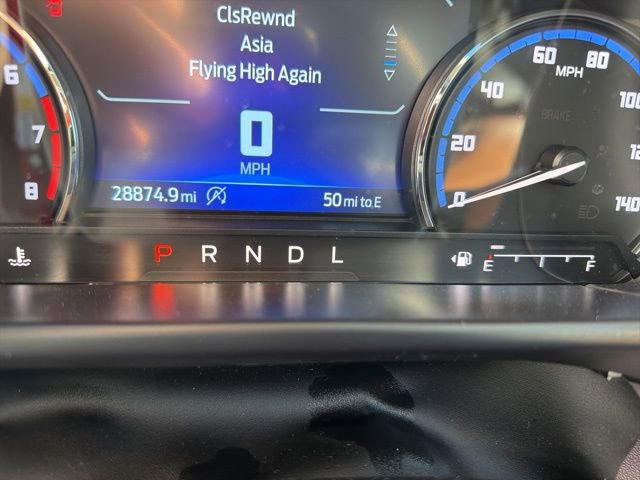 ClsRewnd
Asia
Flying High Again
0
MPH
28874.9 mi A 50 mi to E
6
7
8
0
20
40
60
80
MPH
BRAKE
140
P R N D L
E F